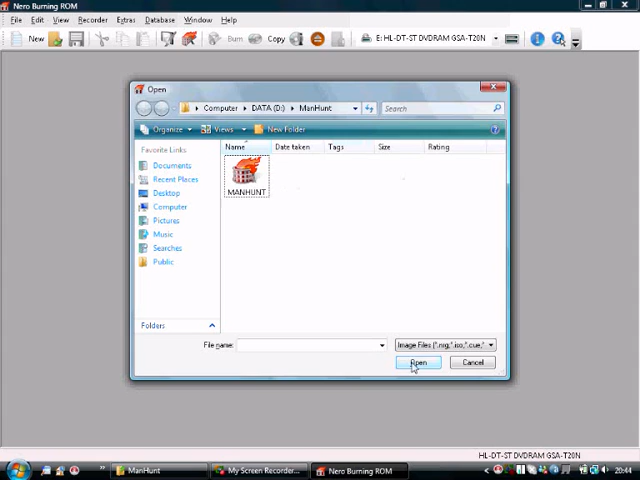 Nero Burning ROM
File Edit View Recorder Extras Database Window Help
New Burn Copy E: HL-DT-ST DVDRAM GSA-T20N
Open
Computer DATA (D:) ManHunt Search
Organize Views New Folder
Favorite Links
Documents
Recent Places
Desktop
Computer
Pictures
Music
Searches
Public
Folders
Name Date taken Tags Size Rating
MANHUNT
File name: Image Files (*.nrg;*.iso,*.cue,*
Open Cancel
HL-DT-ST DVDRAM GSA-T20N
ManHunt My Screen Recorder... Nero Burning ROM 20:44